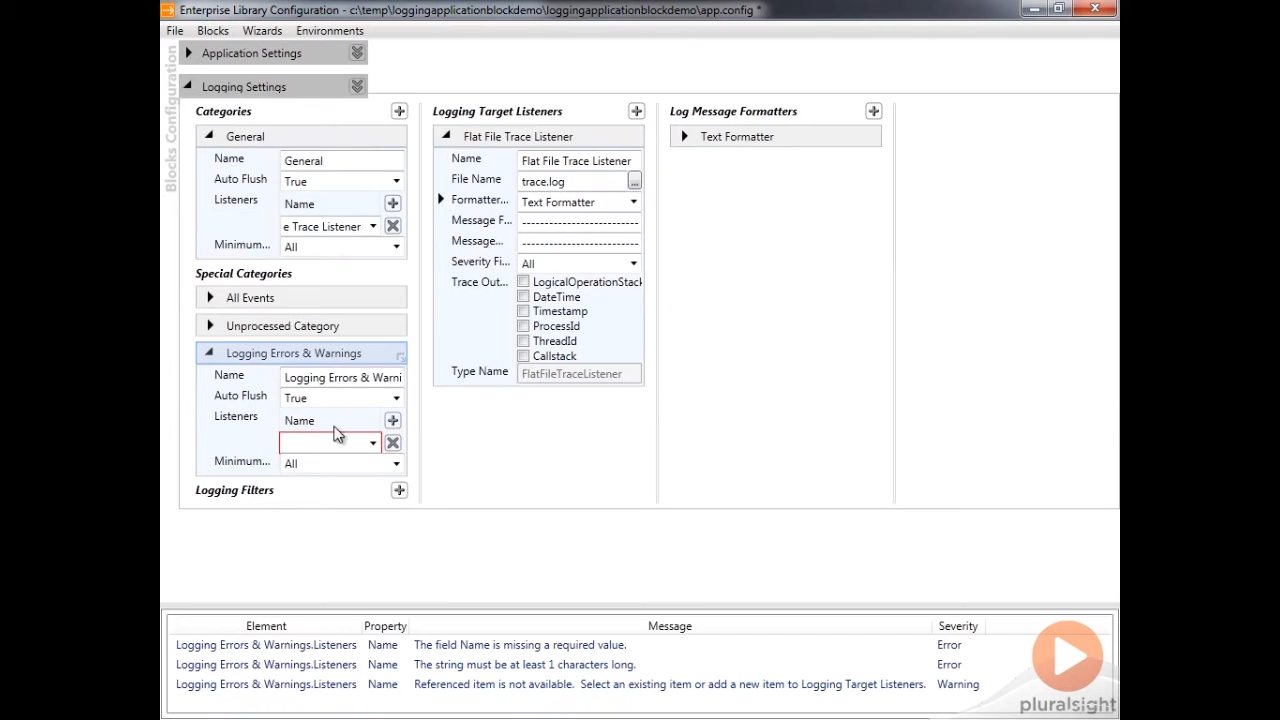 Enterprise Library Configuration - c:\temp\loggingapplicationblockdemo\loggingapplicationblockdemo\app.config *
File Blocks Wizards Environments
Blocks Configuration
Application Settings
Logging Settings
Categories
General
Name General
Auto Flush True
Listeners Name
e Trace Listener
Minimum... All
Special Categories
All Events
Unprocessed Category
Logging Errors & Warnings
Name Logging Errors & Warni
Auto Flush True
Listeners Name
Minimum... All
Logging Filters
Logging Target Listeners
Flat File Trace Listener
Name Flat File Trace Listener
File Name trace.log ...
Formatter... Text Formatter
Message F... ---------------------------
Message... ---------------------------
Severity Fi... All
Trace Out... LogicalOperationStack
DateTime
Timestamp
ProcessId
ThreadId
Callstack
Type Name FlatFileTraceListener
Log Message Formatters
Text Formatter
Element Property Message Severity
Logging Errors & Warnings.Listeners Name The field Name is missing a required value. Error
Logging Errors & Warnings.Listeners Name The string must be at least 1 characters long. Error
Logging Errors & Warnings.Listeners Name Referenced item is not available. Select an existing item or add a new item to Logging Target Listeners. Warning
pluralsight